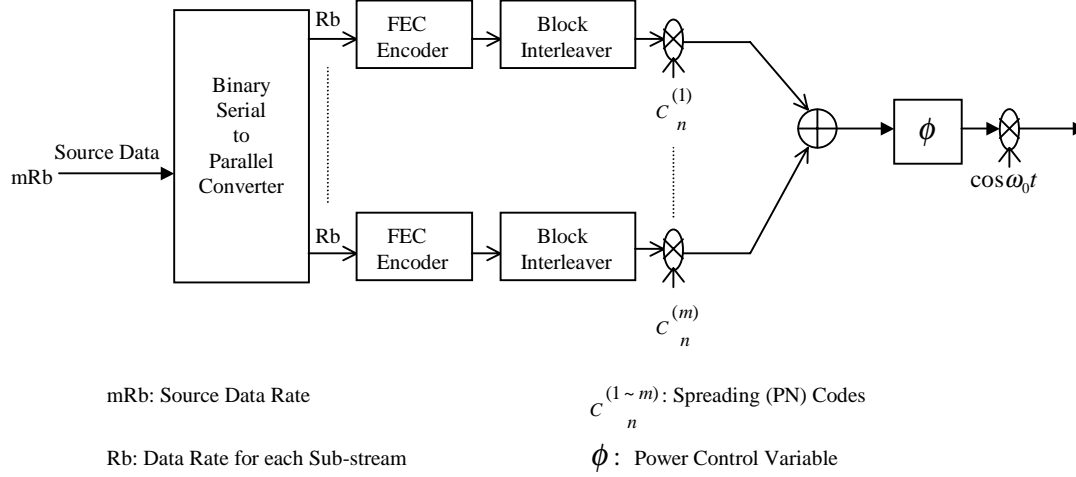 Rb
FEC
Encoder
Block
Interleaver
C n (1)
Binary
Serial
to
Parallel
Converter
Source Data
mRb
ϕ
cosω₀t
Rb
FEC
Encoder
Block
Interleaver
C n (m)
mRb: Source Data Rate
C n (1 ~ m) : Spreading (PN) Codes
Rb: Data Rate for each Sub-stream
ϕ : Power Control Variable